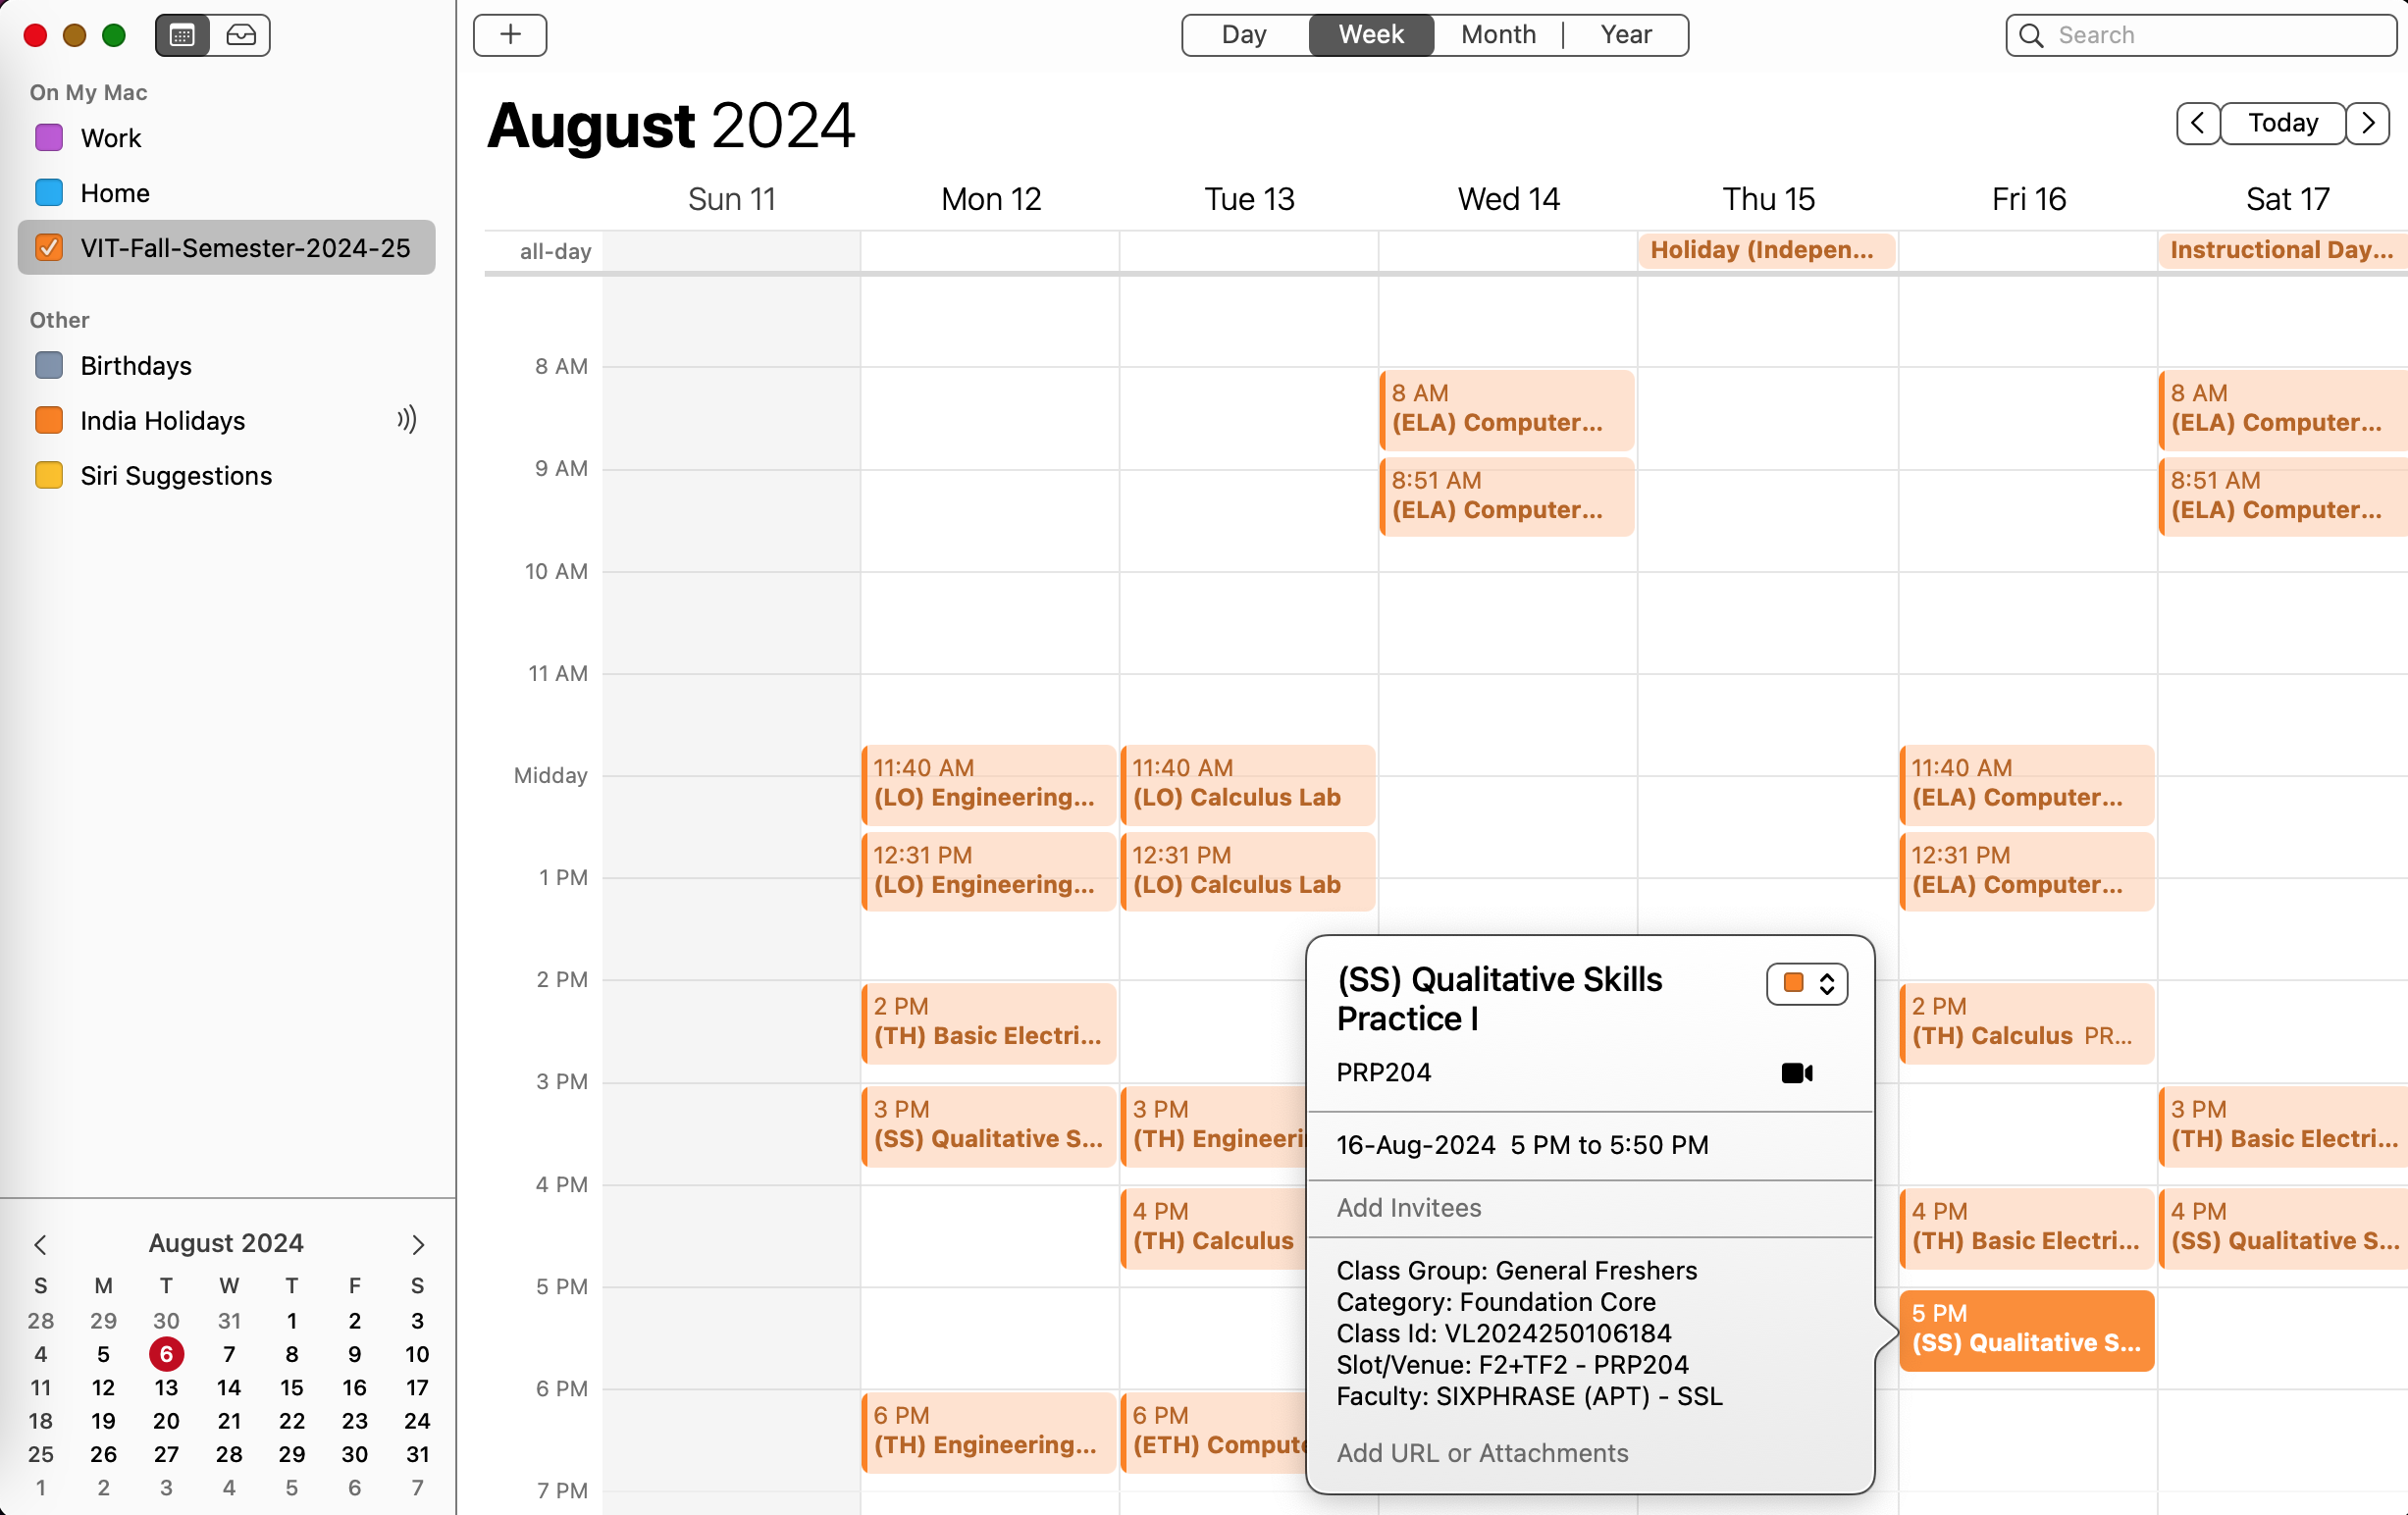 On My Mac
Work
Home
VIT-Fall-Semester-2024-25
Other
Birthdays
India Holidays
Siri Suggestions
August 2024
S M T W T F S
28 29 30 31 1 2 3
4 5 6 7 8 9 10
11 12 13 14 15 16 17
18 19 20 21 22 23 24
25 26 27 28 29 30 31
1 2 3 4 5 6 7
Day Week Month Year
Search
August 2024
Today
Sun 11 Mon 12 Tue 13 Wed 14 Thu 15 Fri 16 Sat 17
all-day
Holiday (Indepen...
Instructional Day...
8 AM
9 AM
10 AM
11 AM
Midday
1 PM
2 PM
3 PM
4 PM
5 PM
6 PM
7 PM
11:40 AM
(LO) Engineering...
12:31 PM
(LO) Engineering...
2 PM
(TH) Basic Electri...
3 PM
(SS) Qualitative S...
6 PM
(TH) Engineering...
11:40 AM
(LO) Calculus Lab
12:31 PM
(LO) Calculus Lab
3 PM
(TH) Engineeri
4 PM
(TH) Calculus
6 PM
(ETH) Compute
8 AM
(ELA) Computer...
8:51 AM
(ELA) Computer...
(SS) Qualitative Skills
Practice I
PRP204
16-Aug-2024 5 PM to 5:50 PM
Add Invitees
Class Group: General Freshers
Category: Foundation Core
Class Id: VL2024250106184
Slot/Venue: F2+TF2 - PRP204
Faculty: SIXPHRASE (APT) - SSL
Add URL or Attachments
11:40 AM
(ELA) Computer...
12:31 PM
(ELA) Computer...
2 PM
(TH) Calculus PR...
4 PM
(TH) Basic Electri...
5 PM
(SS) Qualitative S...
8 AM
(ELA) Computer...
8:51 AM
(ELA) Computer...
3 PM
(TH) Basic Electri...
4 PM
(SS) Qualitative S...